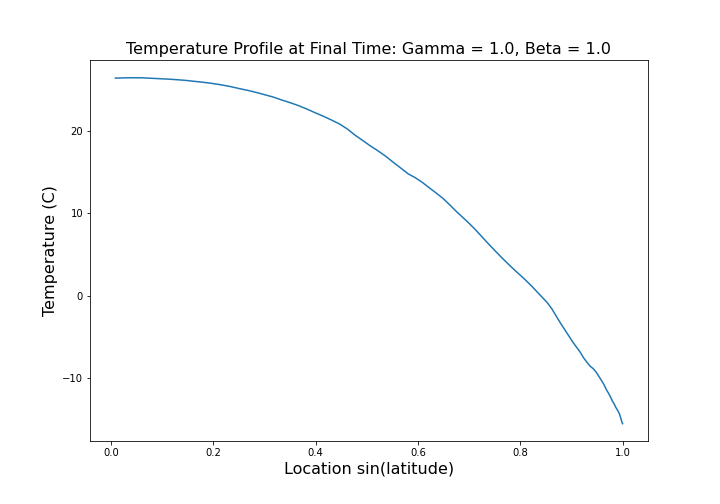 Temperature Profile at Final Time: Gamma = 1.0, Beta = 1.0
20
10
0
−10
Temperature (C)
0.0 0.2 0.4 0.6 0.8 1.0
Location sin(latitude)